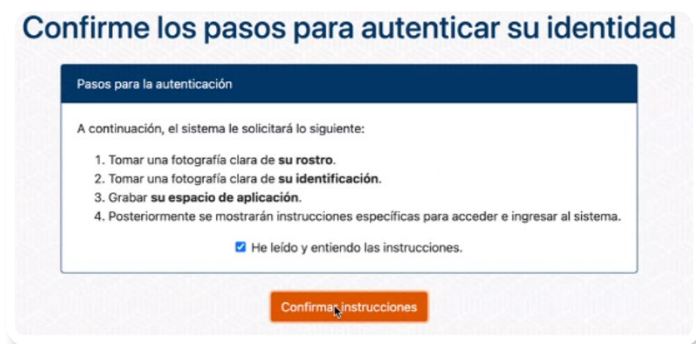 Confirme los pasos para autenticar su identidad
Pasos para la autenticación
A continuación, el sistema le solicitará lo siguiente:
1. Tomar una fotografía clara de su rostro.
2. Tomar una fotografía clara de su identificación.
3. Grabar su espacio de aplicación.
4. Posteriormente se mostrarán instrucciones específicas para acceder e ingresar al sistema.
He leído y entiendo las instrucciones.
Confirmar instrucciones